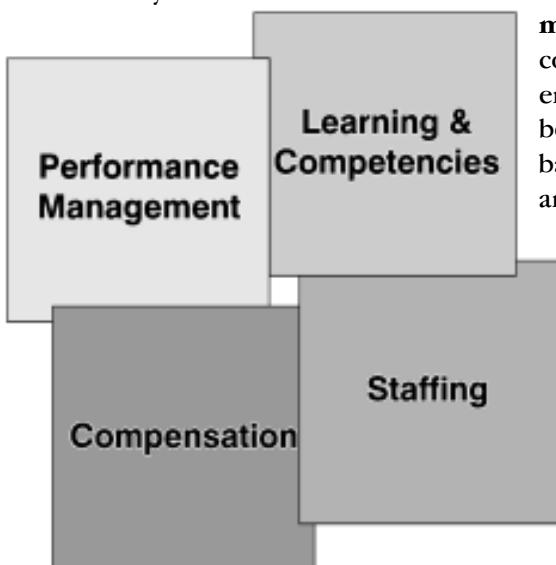 Learning &
Competencies
Performance
Management
Staffing
Compensation